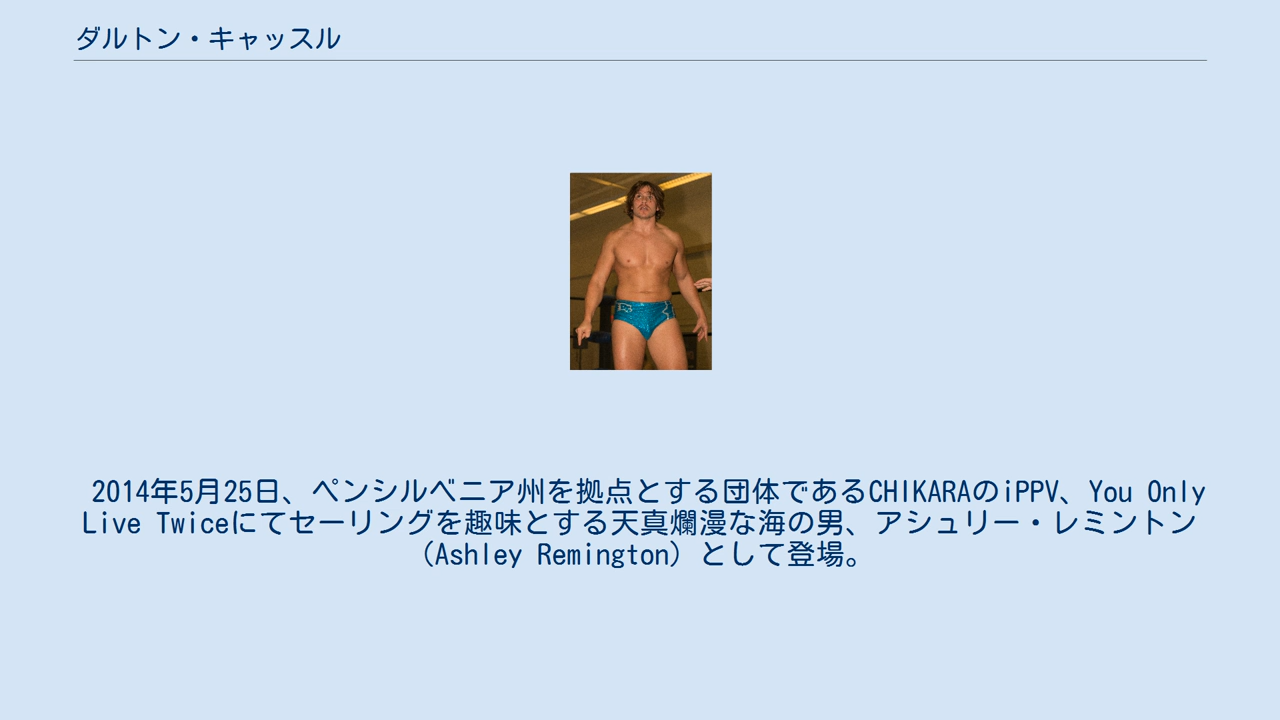 ダルトン・キャッスル
2014年5月25日、ペンシルベニア州を拠点とする団体であるCHIKARAのiPPV、You Only
Live Twiceにてセーリングを趣味とする天真爛漫な海の男、アシュリー・レミントン
（Ashley Remington）として登場。